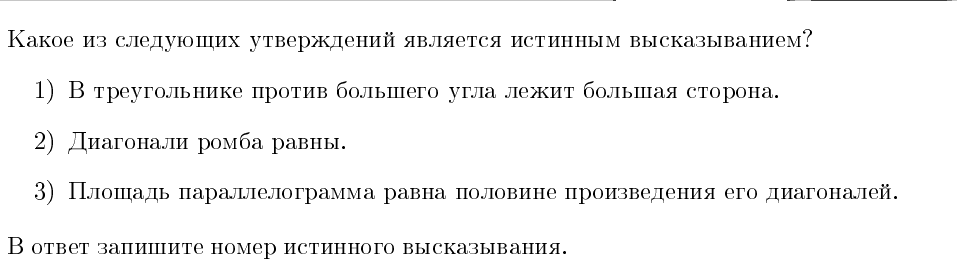 Какое из следующих утверждений является истинным высказыванием?
1) В треугольнике против большего угла лежит большая сторона.
2) Диагонали ромба равны.
3) Площадь параллелограмма равна половине произведения его диагоналей.
В ответ запишите номер истинного высказывания.